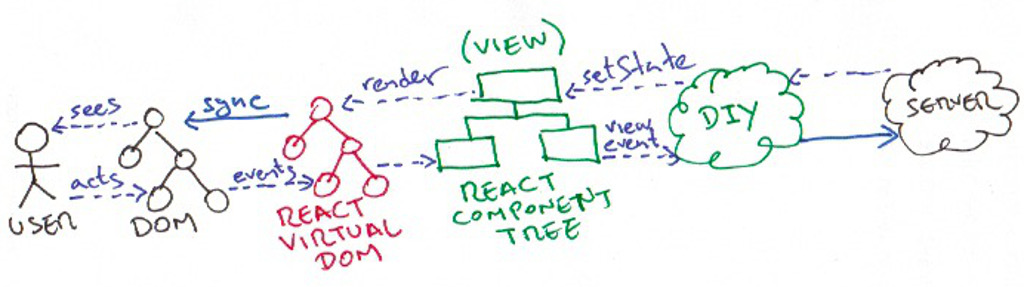 (VIEW)
sees
sync
render
setState
DIY
SERVER
acts
events
view
event
USER
DOM
REACT
VIRTUAL
DOM
REACT
COMPONENT
TREE